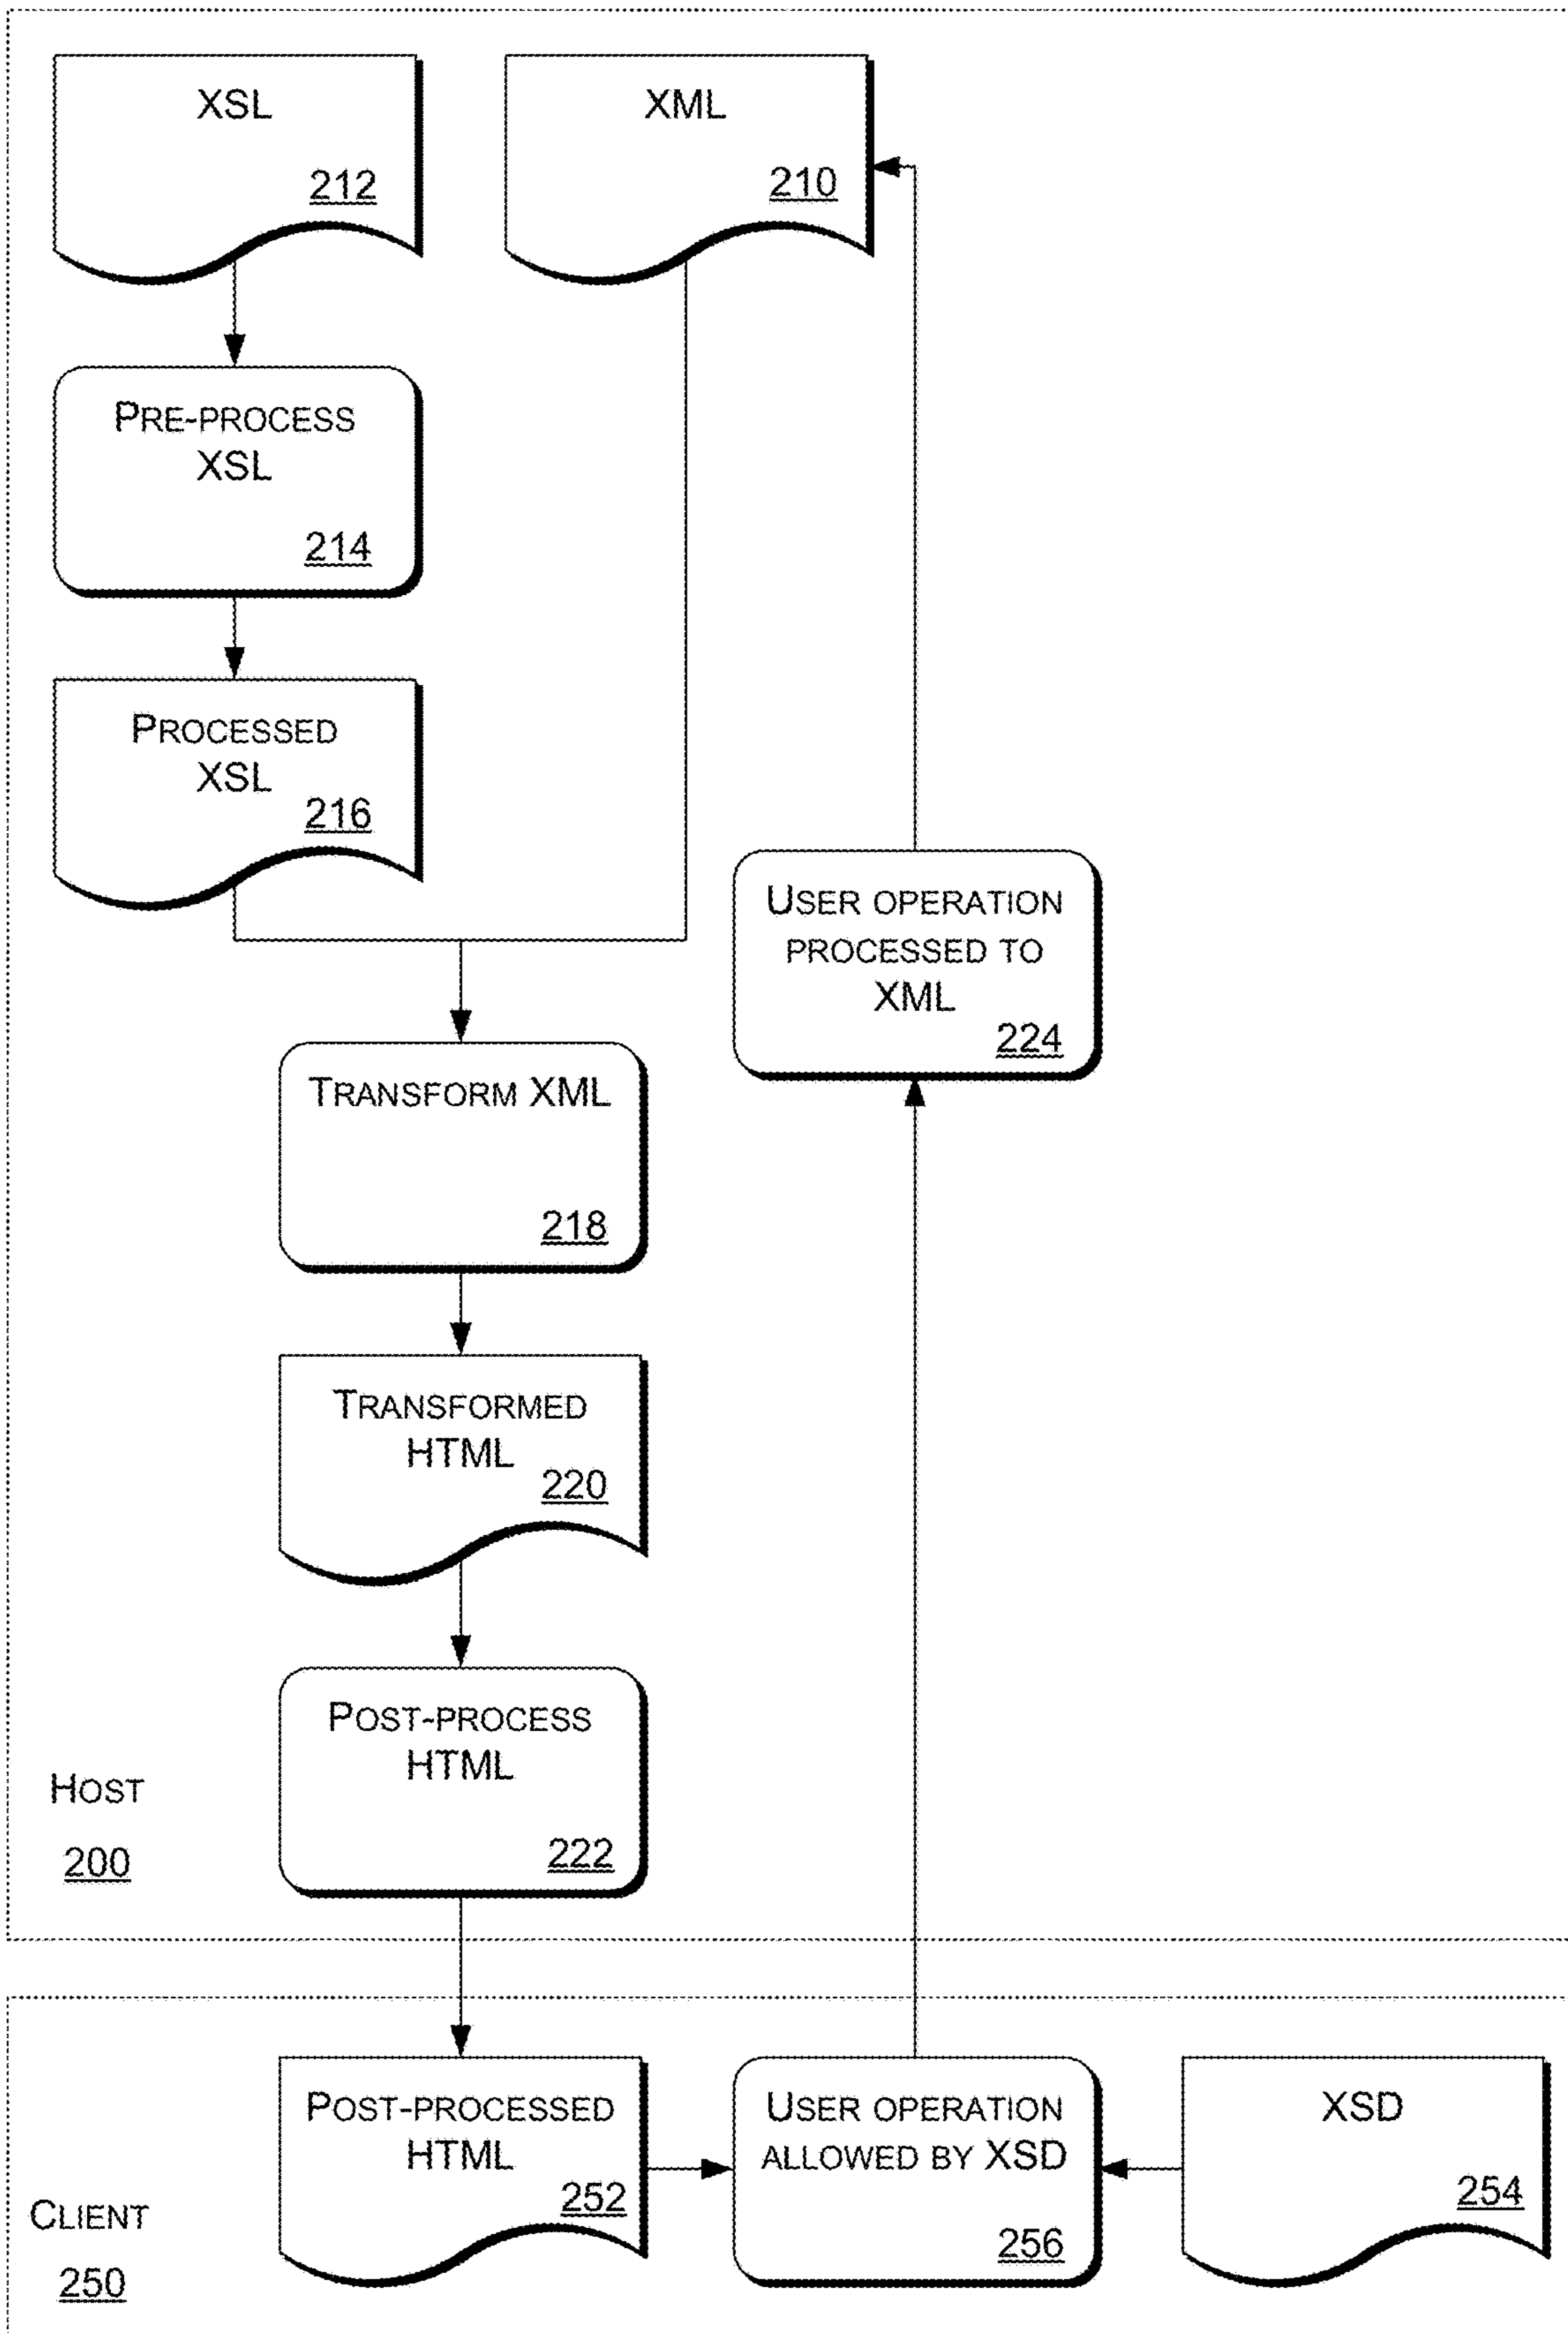 XSL
212
XML
210
PRE-PROCESS
XSL
214
PROCESSED
XSL
216
USER OPERATION
PROCESSED TO
XML
224
TRANSFORM XML
218
TRANSFORMED
HTML
220
POST-PROCESS
HTML
222
HOST
200
POST-PROCESSED
HTML
252
USER OPERATION
ALLOWED BY XSD
256
XSD
254
CLIENT
250